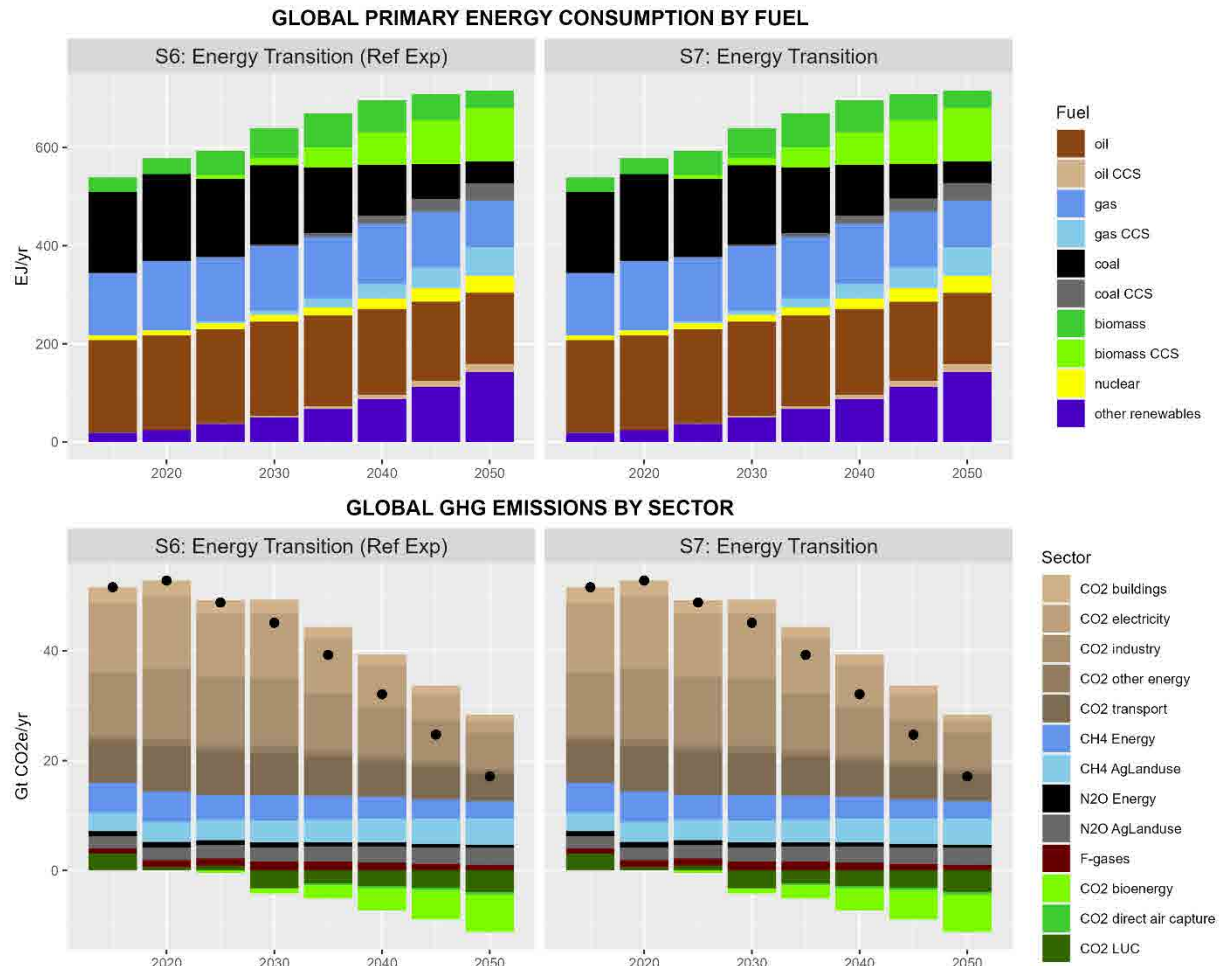 GLOBAL PRIMARY ENERGY CONSUMPTION BY FUEL
S6: Energy Transition (Ref Exp)
S7: Energy Transition
EJ/yr
600
400
200
0
2020
2030
2040
2050
2020
2030
2040
2050
Fuel
oil
oil CCS
gas
gas CCS
coal
coal CCS
biomass
biomass CCS
nuclear
other renewables
GLOBAL GHG EMISSIONS BY SECTOR
S6: Energy Transition (Ref Exp)
S7: Energy Transition
Gt CO2e/yr
40
20
0
2020
2030
2040
2050
2020
2030
2040
2050
Sector
CO2 buildings
CO2 electricity
CO2 industry
CO2 other energy
CO2 transport
CH4 Energy
CH4 AgLanduse
N2O Energy
N2O AgLanduse
F-gases
CO2 bioenergy
CO2 direct air capture
CO2 LUC